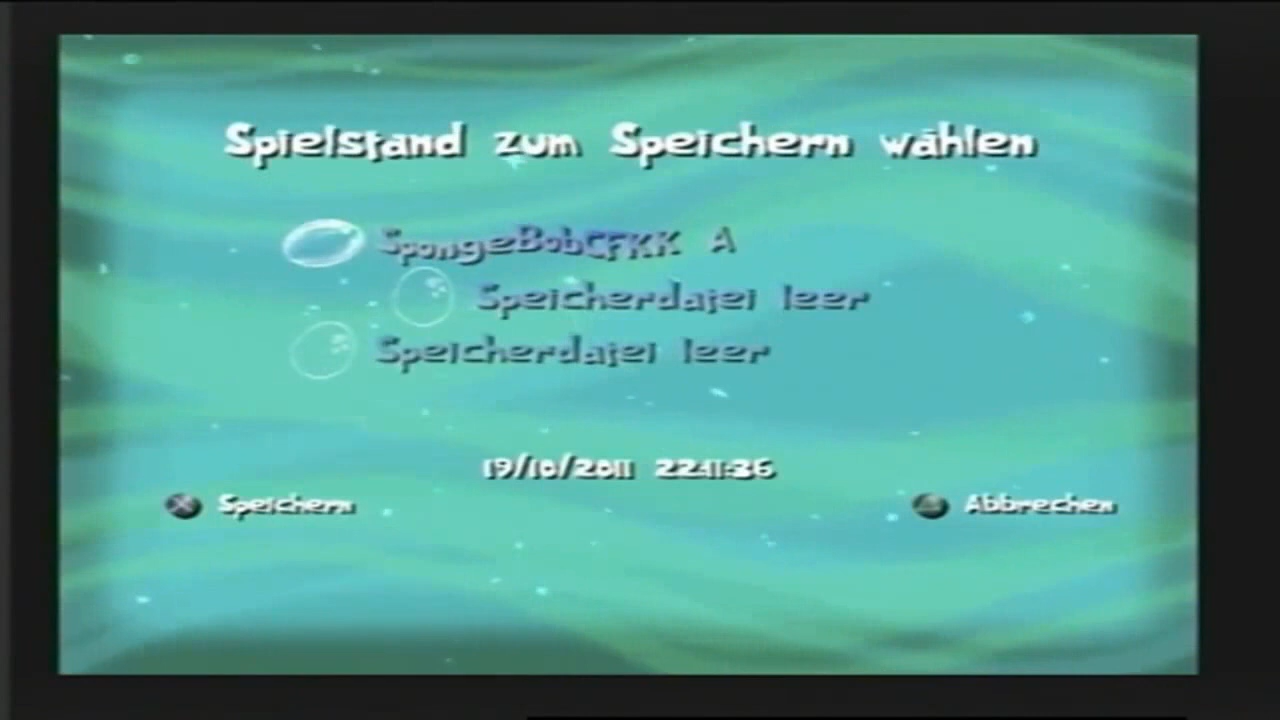 Spielstand zum Speichern wählen
SpongeBobCFKK A
Speicherdatei leer
Speicherdatei leer
19/10/2011 22:11:36
Speichern
Abbrechen